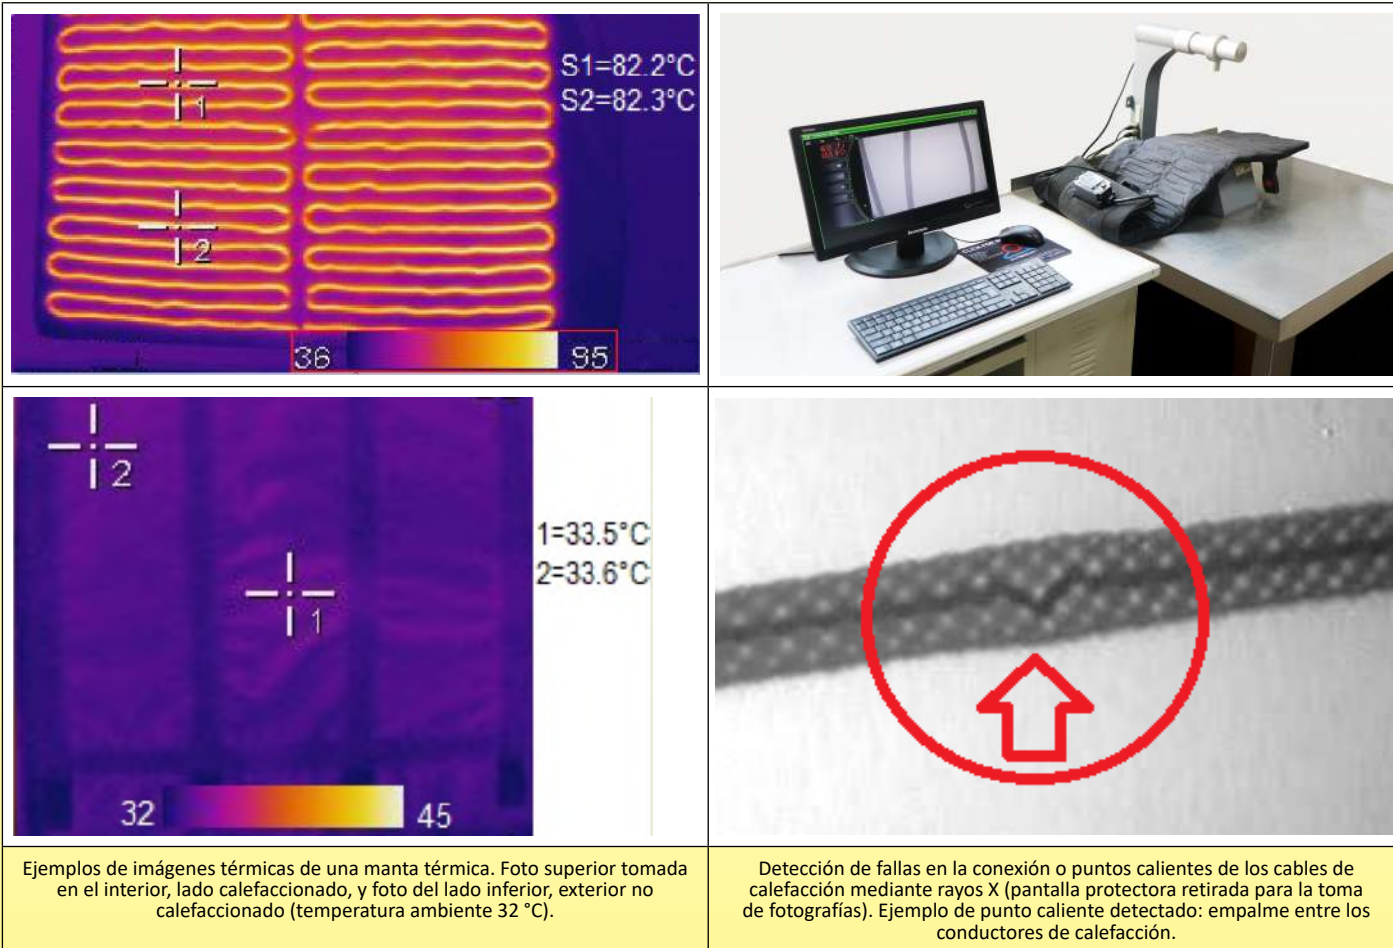 S1=82.2°C
S2=82.3°C
1
2
36
95
2
1=33.5°C
2=33.6°C
1
32
45
Ejemplos de imágenes térmicas de una manta térmica. Foto superior tomada
en el interior, lado calefaccionado, y foto del lado inferior, exterior no
calefaccionado (temperatura ambiente 32 °C).
Detección de fallas en la conexión o puntos calientes de los cables de
calefacción mediante rayos X (pantalla protectora retirada para la toma
de fotografías). Ejemplo de punto caliente detectado: empalme entre los
conductores de calefacción.